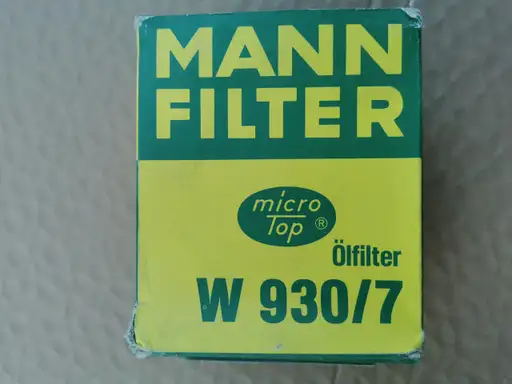 MANN
FILTER
micro
Top ®
Ölfilter
W 930/7